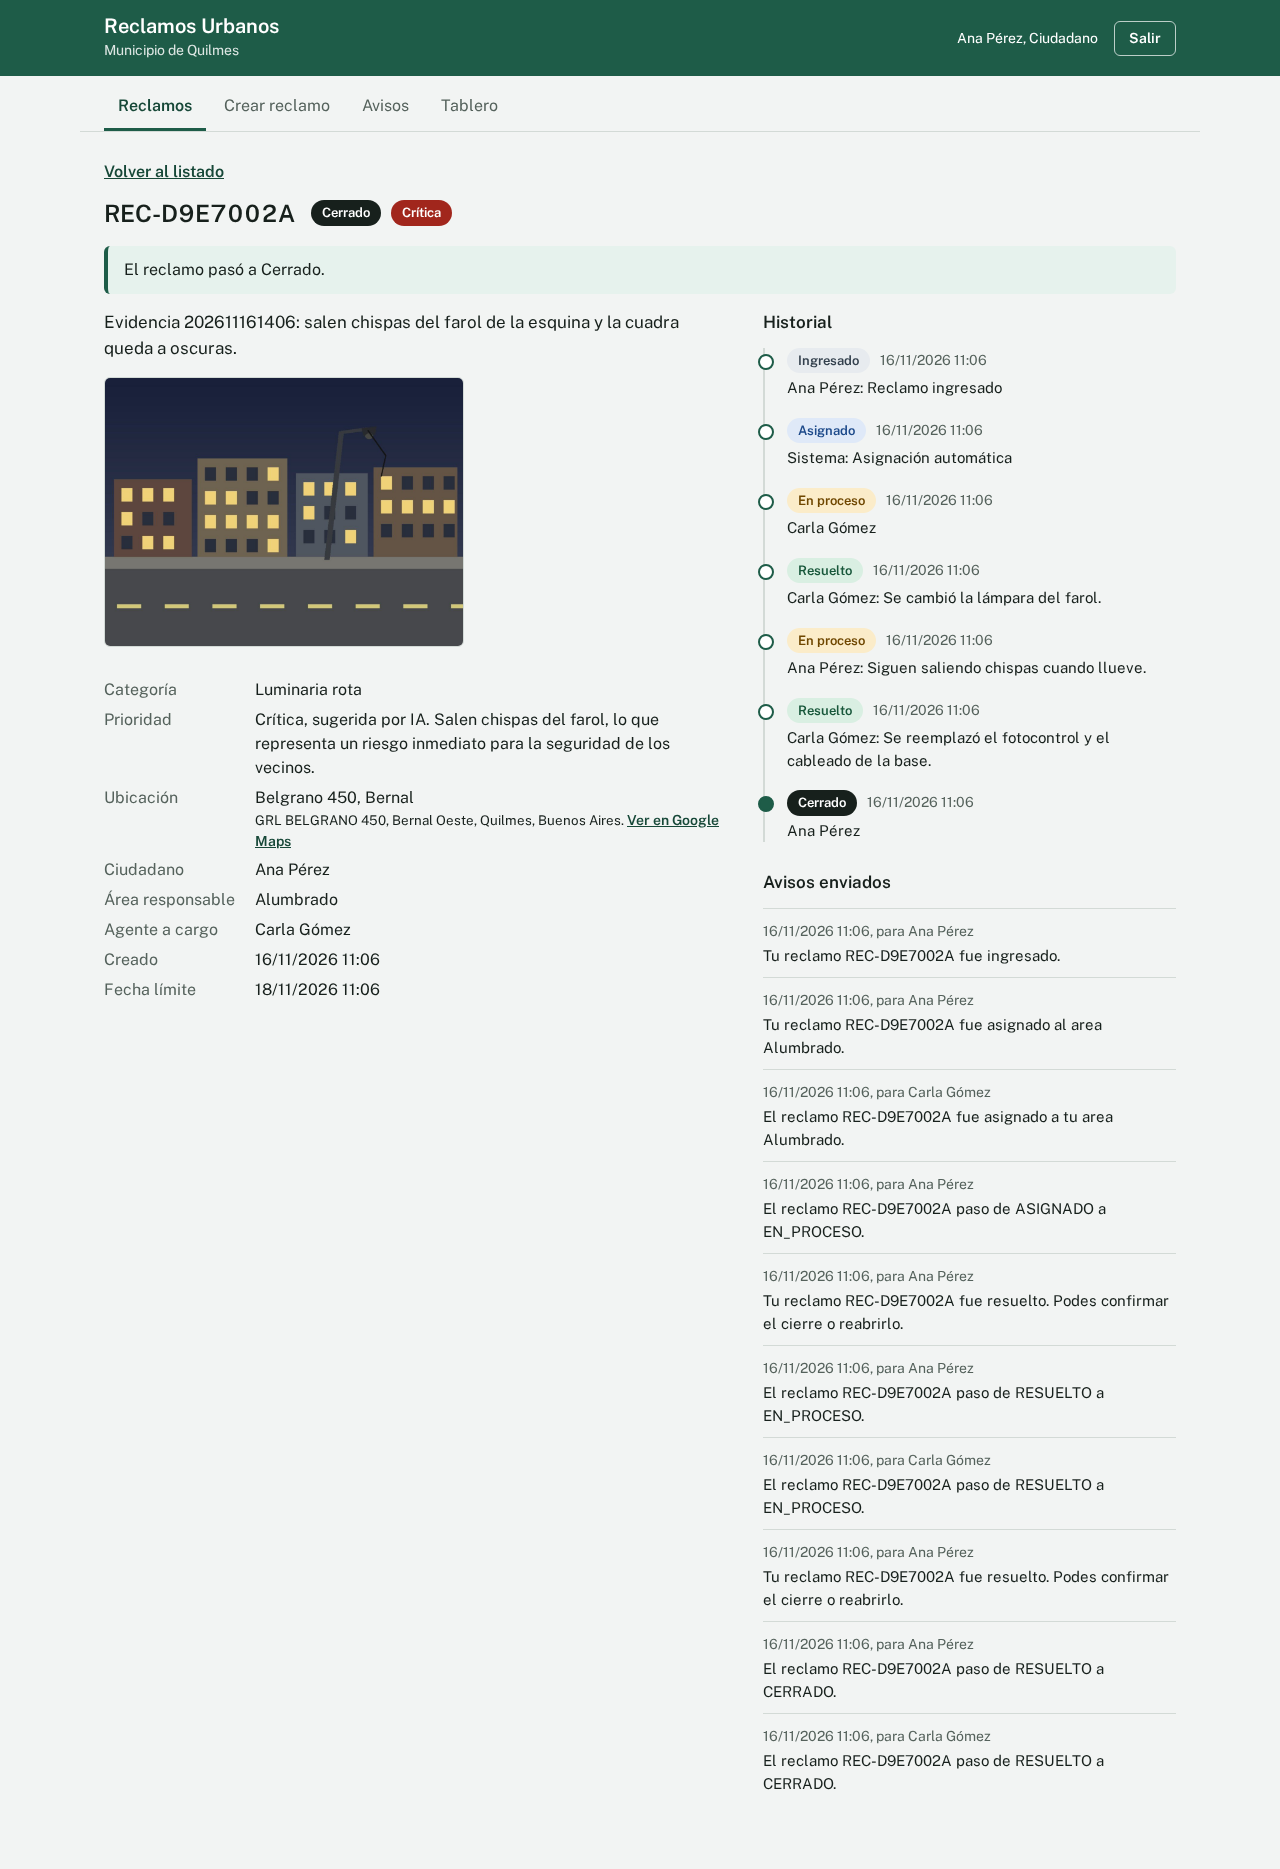 Reclamos Urbanos
Municipio de Quilmes
Ana Pérez, Ciudadano
Salir
Reclamos
Crear reclamo
Avisos
Tablero
Volver al listado
REC-D9E7002A
Cerrado
Crítica
El reclamo pasó a Cerrado.
Evidencia 202611161406: salen chispas del farol de la esquina y la cuadra
queda a oscuras.
Categoría
Luminaria rota
Prioridad
Crítica, sugerida por IA. Salen chispas del farol, lo que
representa un riesgo inmediato para la seguridad de los
vecinos.
Ubicación
Belgrano 450, Bernal
GRL BELGRANO 450, Bernal Oeste, Quilmes, Buenos Aires. Ver en Google
Maps
Ciudadano
Ana Pérez
Área responsable
Alumbrado
Agente a cargo
Carla Gómez
Creado
16/11/2026 11:06
Fecha límite
18/11/2026 11:06
Historial
Ingresado 16/11/2026 11:06
Ana Pérez: Reclamo ingresado
Asignado 16/11/2026 11:06
Sistema: Asignación automática
En proceso 16/11/2026 11:06
Carla Gómez
Resuelto 16/11/2026 11:06
Carla Gómez: Se cambió la lámpara del farol.
En proceso 16/11/2026 11:06
Ana Pérez: Siguen saliendo chispas cuando llueve.
Resuelto 16/11/2026 11:06
Carla Gómez: Se reemplazó el fotocontrol y el
cableado de la base.
Cerrado 16/11/2026 11:06
Ana Pérez
Avisos enviados
16/11/2026 11:06, para Ana Pérez
Tu reclamo REC-D9E7002A fue ingresado.
16/11/2026 11:06, para Ana Pérez
Tu reclamo REC-D9E7002A fue asignado al area
Alumbrado.
16/11/2026 11:06, para Carla Gómez
El reclamo REC-D9E7002A fue asignado a tu area
Alumbrado.
16/11/2026 11:06, para Ana Pérez
El reclamo REC-D9E7002A paso de ASIGNADO a
EN_PROCESO.
16/11/2026 11:06, para Ana Pérez
Tu reclamo REC-D9E7002A fue resuelto. Podes confirmar
el cierre o reabrirlo.
16/11/2026 11:06, para Ana Pérez
El reclamo REC-D9E7002A paso de RESUELTO a
EN_PROCESO.
16/11/2026 11:06, para Carla Gómez
El reclamo REC-D9E7002A paso de RESUELTO a
EN_PROCESO.
16/11/2026 11:06, para Ana Pérez
Tu reclamo REC-D9E7002A fue resuelto. Podes confirmar
el cierre o reabrirlo.
16/11/2026 11:06, para Ana Pérez
El reclamo REC-D9E7002A paso de RESUELTO a
CERRADO.
16/11/2026 11:06, para Carla Gómez
El reclamo REC-D9E7002A paso de RESUELTO a
CERRADO.